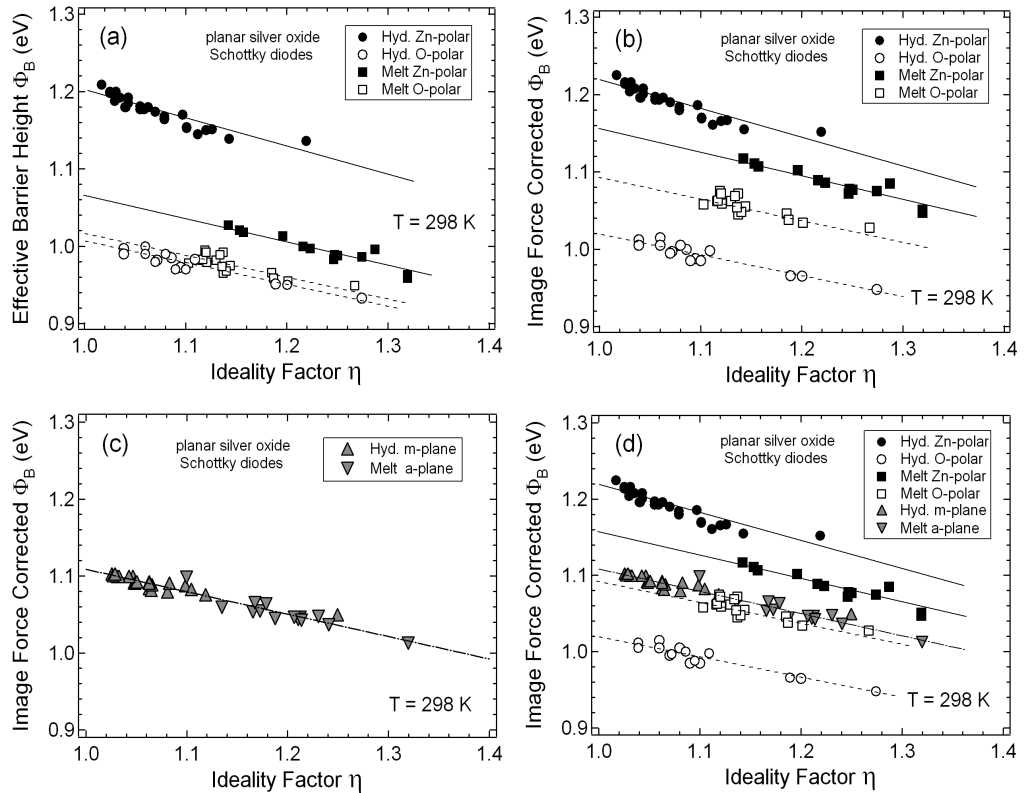 (a)
planar silver oxide
Schottky diodes
Hyd. Zn-polar
Hyd. O-polar
Melt Zn-polar
Melt O-polar
T = 298 K
Effective Barrier Height Φ_B (eV)
1.3
1.2
1.1
1.0
0.9
1.0 1.1 1.2 1.3 1.4
Ideality Factor η
(b)
planar silver oxide
Schottky diodes
Hyd. Zn-polar
Hyd. O-polar
Melt Zn-polar
Melt O-polar
T = 298 K
Image Force Corrected Φ_B (eV)
1.3
1.2
1.1
1.0
0.9
1.0 1.1 1.2 1.3 1.4
Ideality Factor η
(c)
planar silver oxide
Schottky diodes
Hyd. m-plane
Melt a-plane
T = 298 K
Image Force Corrected Φ_B (eV)
1.3
1.2
1.1
1.0
0.9
1.0 1.1 1.2 1.3 1.4
Ideality Factor η
(d)
planar silver oxide
Schottky diodes
Hyd. Zn-polar
Hyd. O-polar
Melt Zn-polar
Melt O-polar
Hyd. m-plane
Melt a-plane
T = 298 K
Image Force Corrected Φ_B (eV)
1.3
1.2
1.1
1.0
0.9
1.0 1.1 1.2 1.3 1.4
Ideality Factor η